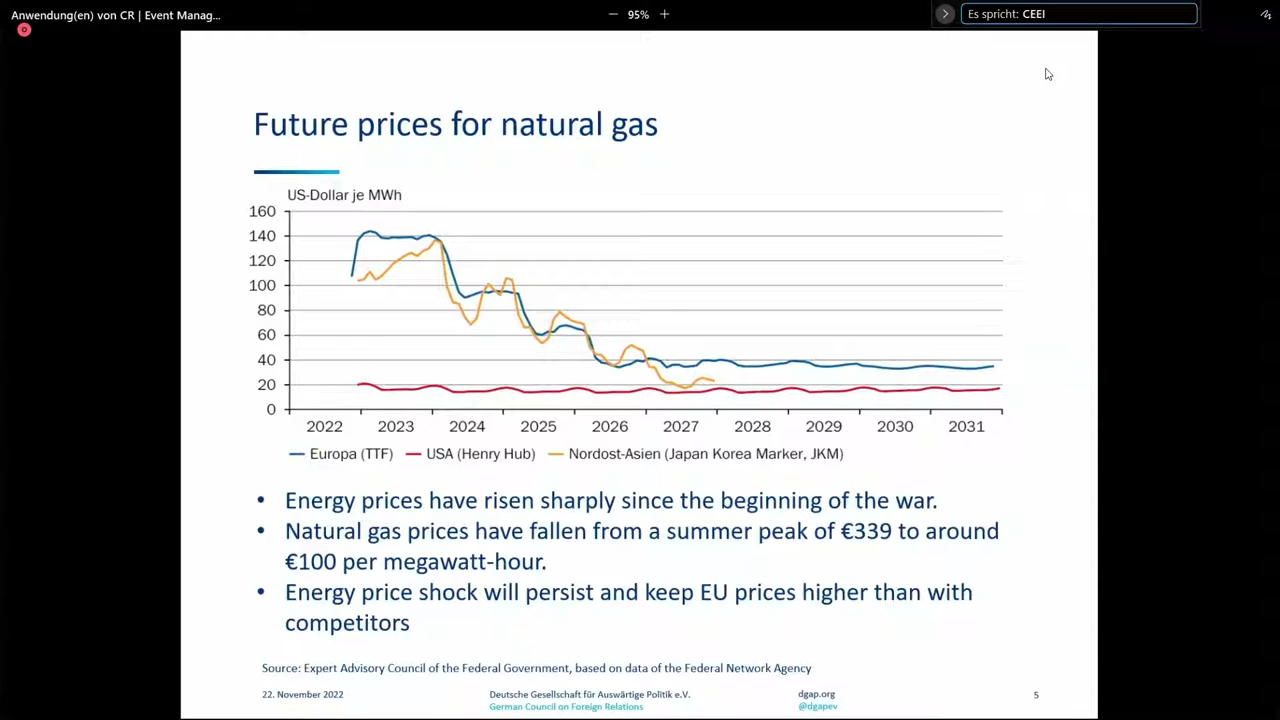 Anwendung(en) von CR | Event Manag...
95%
Es spricht: CEEI
Future prices for natural gas
US-Dollar je MWh
160
140
120
100
80
60
40
20
0
2022 2023 2024 2025 2026 2027 2028 2029 2030 2031
Europa (TTF) USA (Henry Hub) Nordost-Asien (Japan Korea Marker, JKM)
• Energy prices have risen sharply since the beginning of the war.
• Natural gas prices have fallen from a summer peak of €339 to around
€100 per megawatt-hour.
• Energy price shock will persist and keep EU prices higher than with
competitors
Source: Expert Advisory Council of the Federal Government, based on data of the Federal Network Agency
22. November 2022 Deutsche Gesellschaft für Auswärtige Politik e.V. dgap.org 5
German Council on Foreign Relations @dgapev